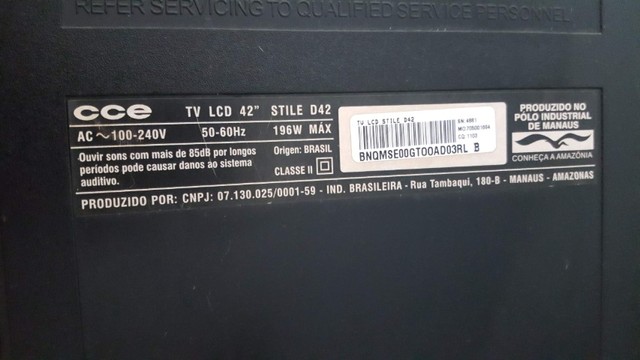 REFER SERVICING TO QUALIFIED SERVICE PERSONNEL!
cce TV LCD 42" STILE D42
AC ~100-240V 50-60Hz 196W MÁX
Ouvir sons com mais de 85dB por longos
períodos pode causar danos ao sistema
auditivo.
Origem: BRASIL
CLASSE II
TV LCD STILE D42
BNQMSE00GTOOAD03RL B
PRODUZIDO NO
PÓLO INDUSTRIAL
DE MANAUS
CONHEÇA A AMAZÔNIA
PRODUZIDO POR: CNPJ: 07.130.025/0001-59 - IND. BRASILEIRA - Rua Tambaqui, 180-B - MANAUS - AMAZONAS